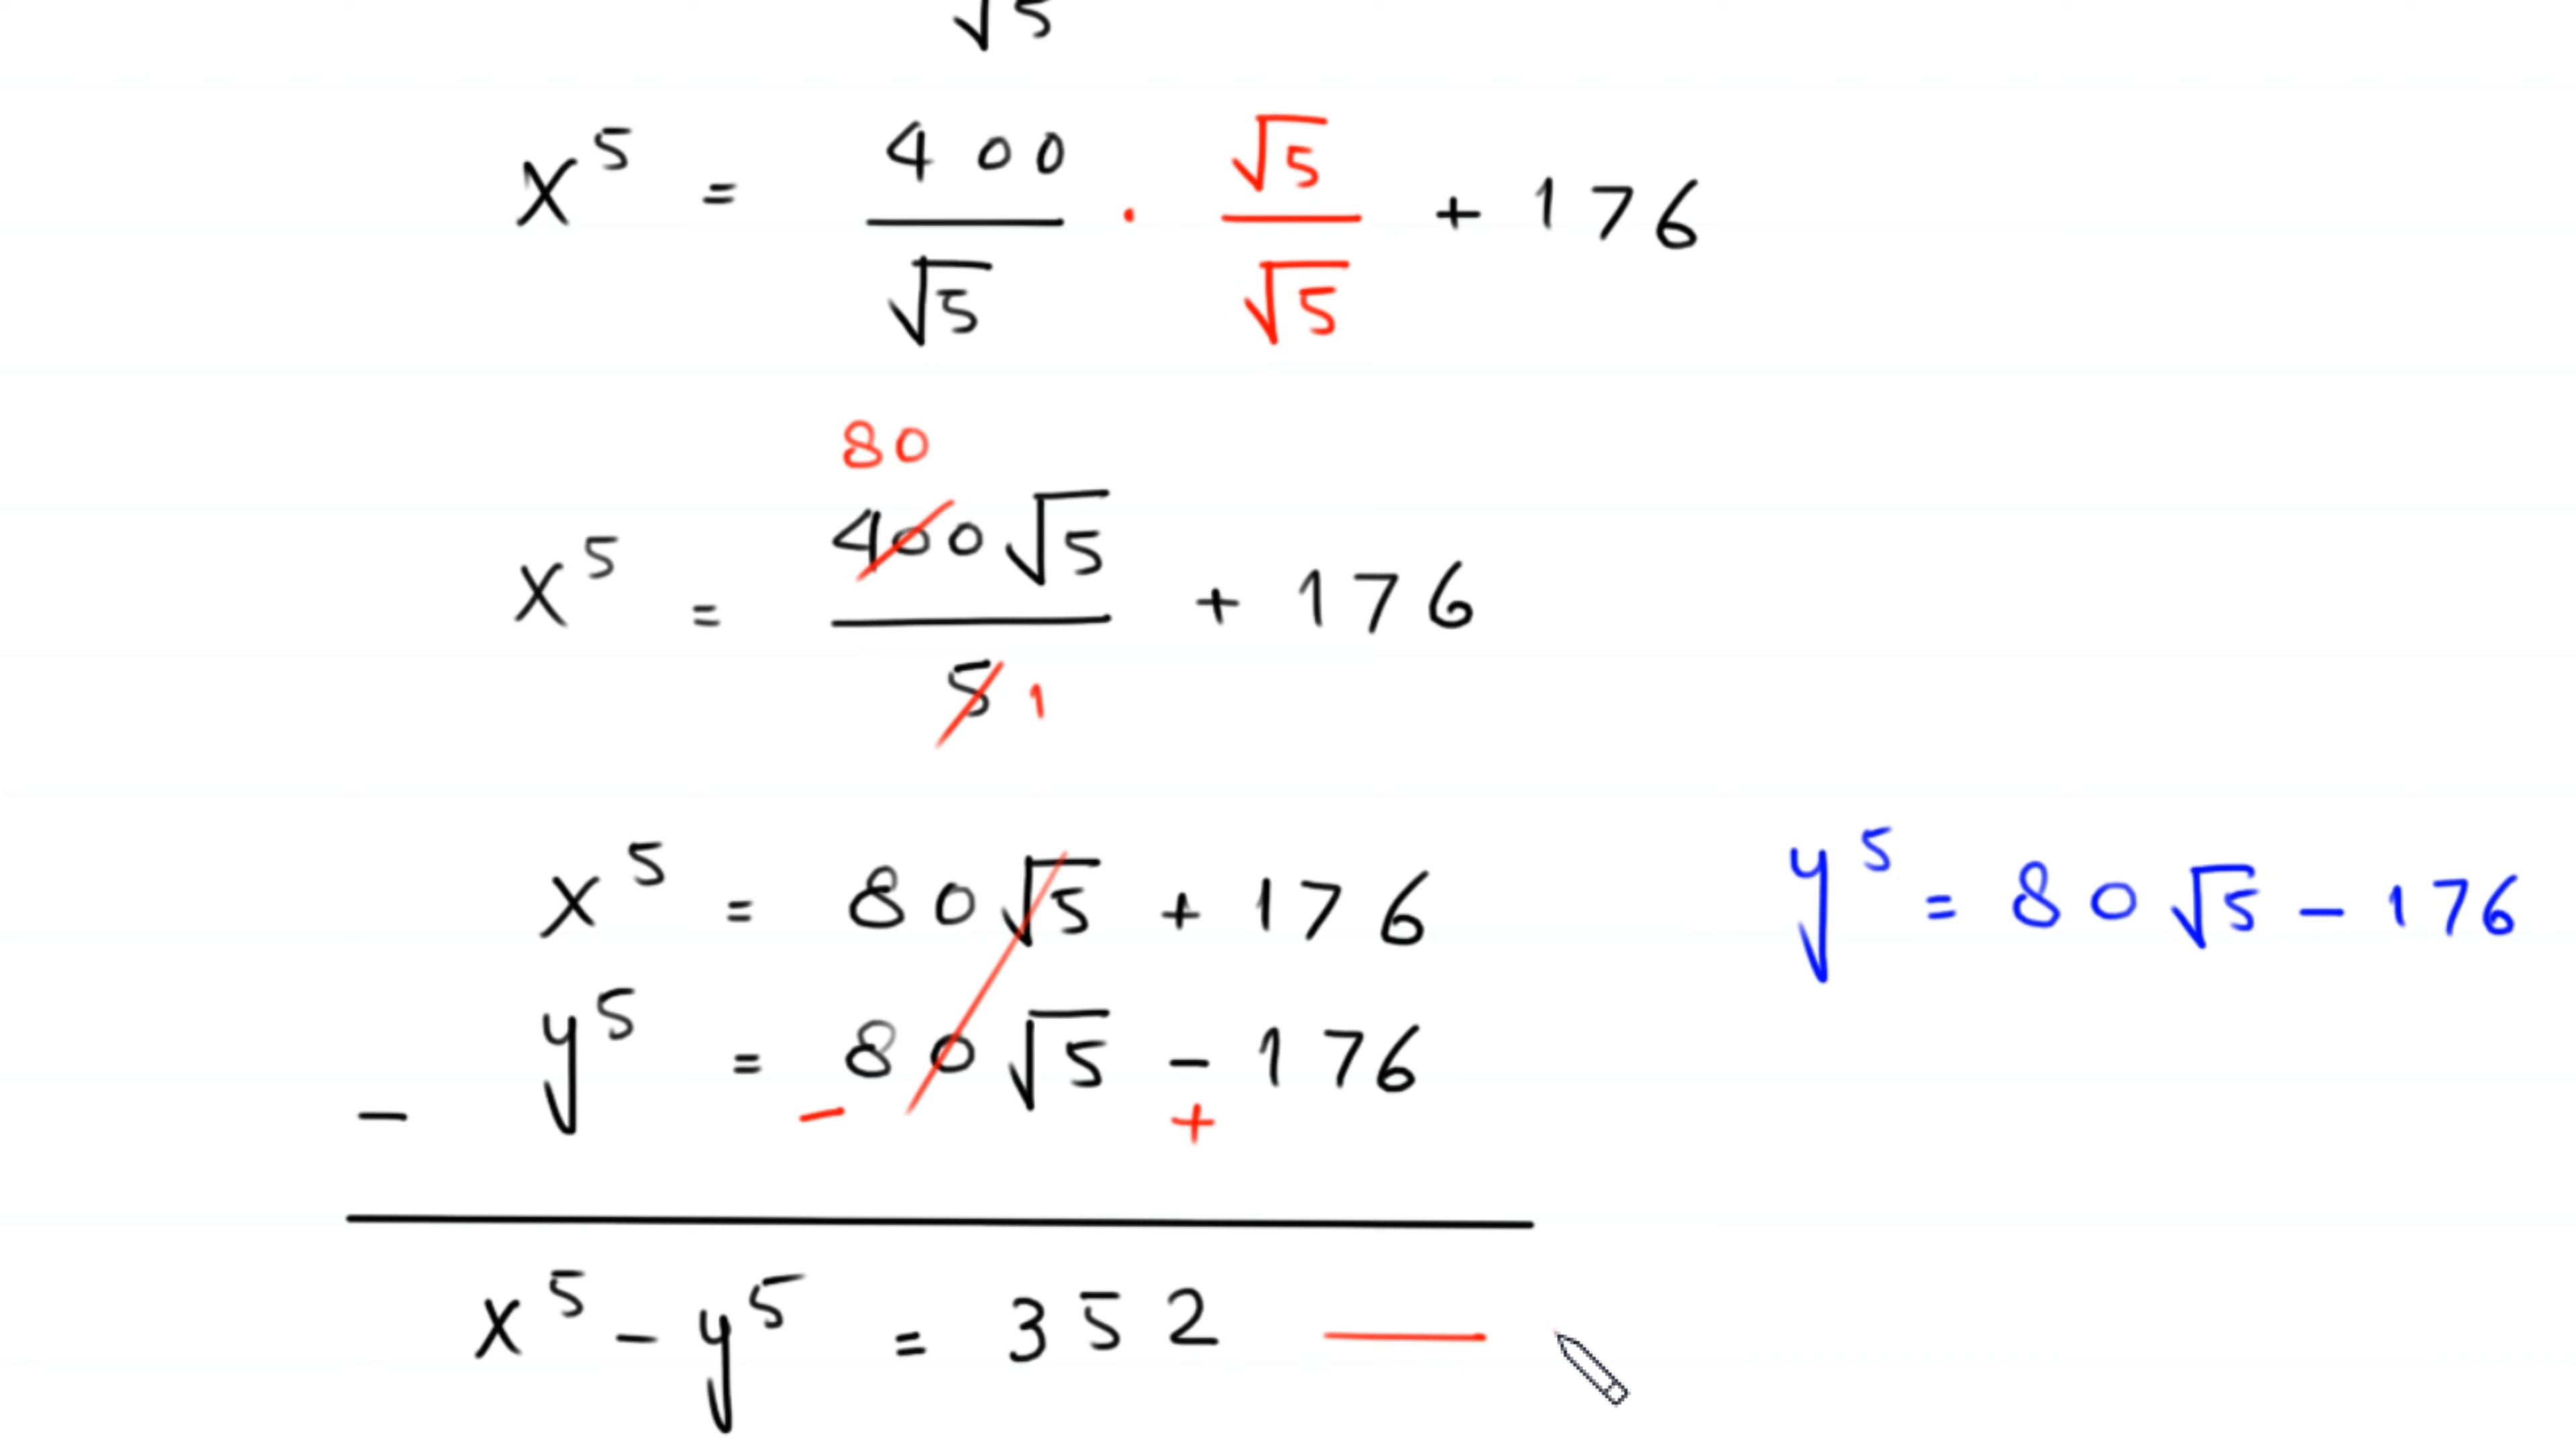 √5
x⁵ = 400/√5 · √5/√5 + 176
80
x⁵ = 400√5/5 + 176
1
x⁵ = 80√5 + 176
y⁵ = 80√5 - 176
y⁵ = 80√5 - 176
- - +
x⁵ - y⁵ = 352 —